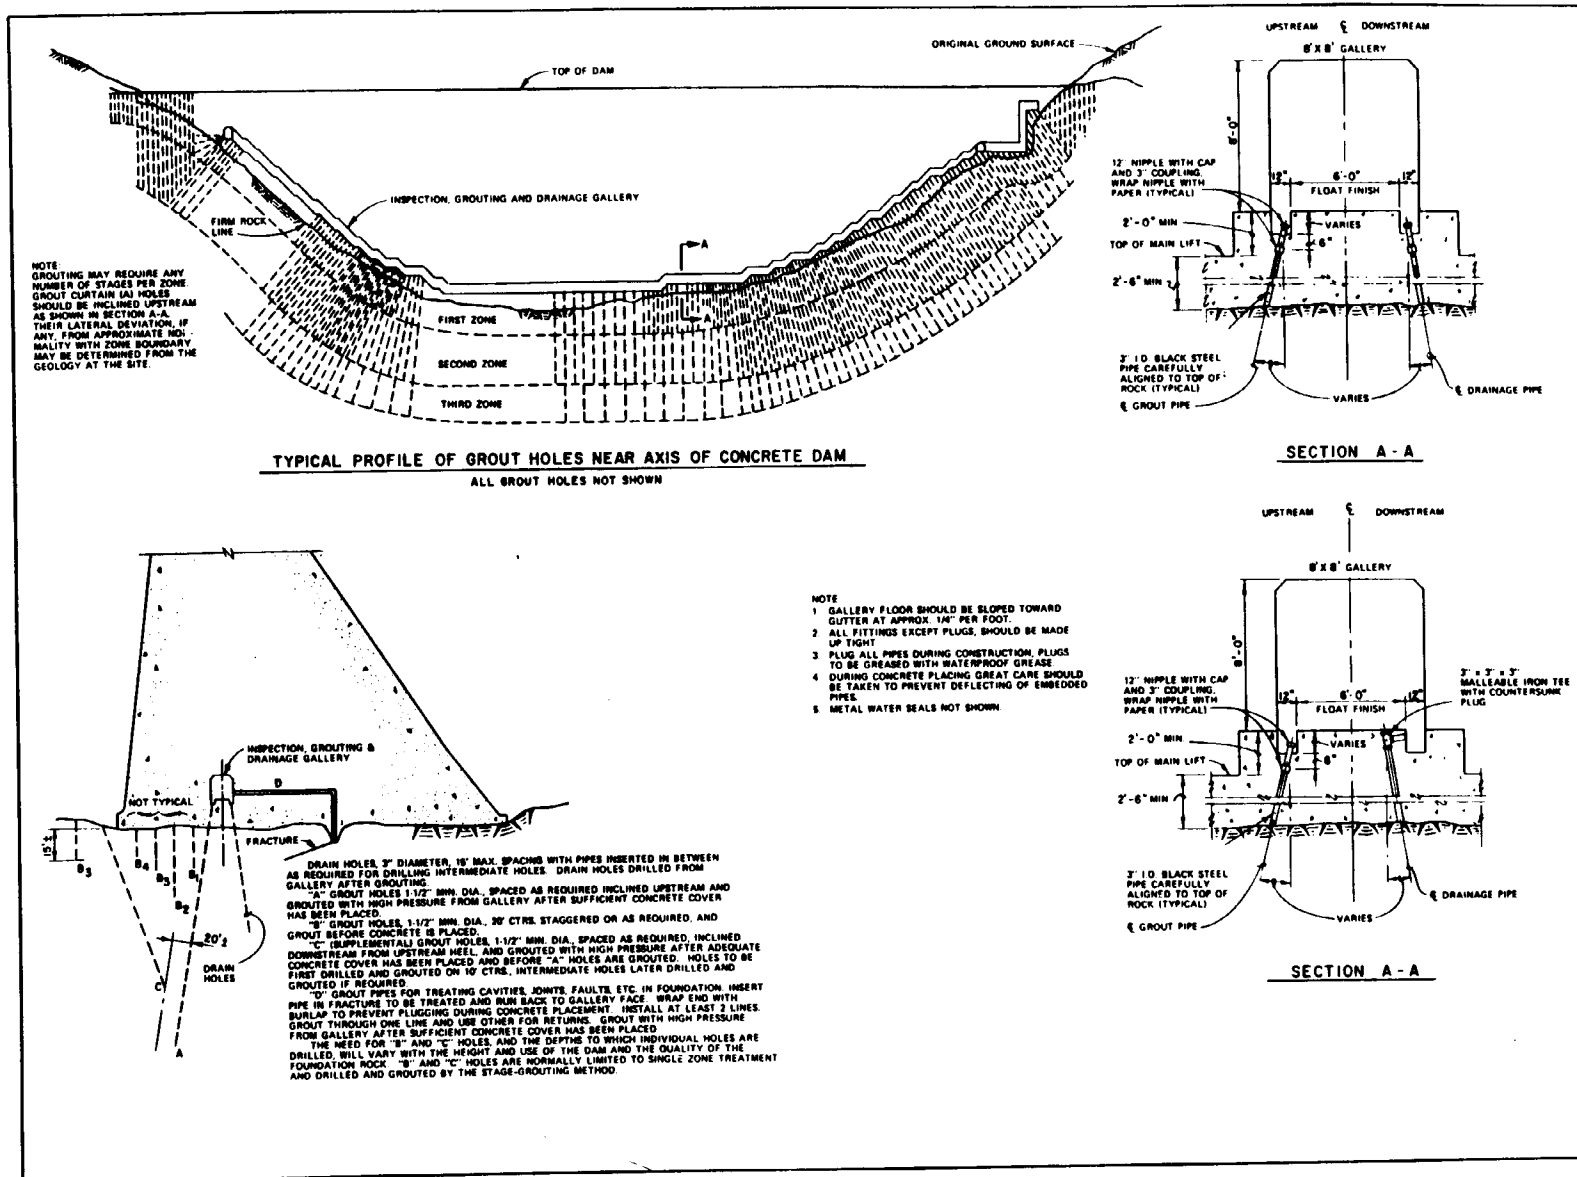 ORIGINAL GROUND SURFACE
TOP OF DAM
INSPECTION, GROUTING AND DRAINAGE GALLERY
FIRM ROCK
LINE
A
A
FIRST ZONE
SECOND ZONE
THIRD ZONE
NOTE:
GROUTING MAY REQUIRE ANY
NUMBER OF STAGES PER ZONE.
GROUT CURTAIN (A) HOLES
SHOULD BE INCLINED UPSTREAM
AS SHOWN IN SECTION A-A.
THEIR LATERAL DEVIATION, IF
ANY, FROM APPROXIMATE NOR-
MALITY WITH ZONE BOUNDARY
MAY BE DETERMINED FROM THE
GEOLOGY AT THE SITE.
TYPICAL PROFILE OF GROUT HOLES NEAR AXIS OF CONCRETE DAM
ALL GROUT HOLES NOT SHOWN
UPSTREAM ℄ DOWNSTREAM
8' X 8' GALLERY
8'-0"
12" NIPPLE WITH CAP
AND 3" COUPLING,
WRAP NIPPLE WITH
PAPER (TYPICAL)
12" 6'-0" 12"
FLOAT FINISH
2'-0" MIN
VARIES
6"
TOP OF MAIN LIFT
2'-6" MIN
3" I.D. BLACK STEEL
PIPE CAREFULLY
ALIGNED TO TOP OF
ROCK (TYPICAL)
℄ GROUT PIPE
VARIES
℄ DRAINAGE PIPE
SECTION A - A
UPSTREAM ℄ DOWNSTREAM
8' X 8' GALLERY
8'-0"
12" NIPPLE WITH CAP
AND 3" COUPLING,
WRAP NIPPLE WITH
PAPER (TYPICAL)
12" 6'-0" 12"
FLOAT FINISH
3" x 3" x 3"
MALLEABLE IRON TEE
WITH COUNTERSUNK
PLUG
2'-0" MIN.
VARIES
6"
TOP OF MAIN LIFT
2'-6" MIN
3" I.D. BLACK STEEL
PIPE CAREFULLY
ALIGNED TO TOP OF
ROCK (TYPICAL)
℄ GROUT PIPE
VARIES
℄ DRAINAGE PIPE
SECTION A - A
NOTE
1 GALLERY FLOOR SHOULD BE SLOPED TOWARD
GUTTER AT APPROX. 1/4" PER FOOT.
2 ALL FITTINGS EXCEPT PLUGS, SHOULD BE MADE
UP TIGHT
3 PLUG ALL PIPES DURING CONSTRUCTION, PLUGS
TO BE GREASED WITH WATERPROOF GREASE
4 DURING CONCRETE PLACING GREAT CARE SHOULD
BE TAKEN TO PREVENT DEFLECTING OF EMBEDDED
PIPES.
5. METAL WATER SEALS NOT SHOWN
INSPECTION, GROUTING &
DRAINAGE GALLERY
D
NOT TYPICAL
FRACTURE
15'±
B3 B4 B3 B2 B1
20'±
DRAIN
HOLES
C
A
DRAIN HOLES, 3" DIAMETER, 15' MAX. SPACING WITH PIPES INSERTED IN BETWEEN
AS REQUIRED FOR DRILLING INTERMEDIATE HOLES. DRAIN HOLES DRILLED FROM
GALLERY AFTER GROUTING.
"A" GROUT HOLES 1-1/2" MIN. DIA., SPACED AS REQUIRED INCLINED UPSTREAM AND
GROUTED WITH HIGH PRESSURE FROM GALLERY AFTER SUFFICIENT CONCRETE COVER
HAS BEEN PLACED.
"B" GROUT HOLES, 1-1/2" MIN. DIA., 20' CTRS. STAGGERED OR AS REQUIRED, AND
GROUT BEFORE CONCRETE IS PLACED.
"C" (SUPPLEMENTAL) GROUT HOLES, 1-1/2" MIN. DIA., SPACED AS REQUIRED, INCLINED
DOWNSTREAM FROM UPSTREAM HEEL, AND GROUTED WITH HIGH PRESSURE AFTER ADEQUATE
CONCRETE COVER HAS BEEN PLACED AND BEFORE "A" HOLES ARE GROUTED. HOLES TO BE
FIRST DRILLED AND GROUTED ON 10' CTRS., INTERMEDIATE HOLES LATER DRILLED AND
GROUTED IF REQUIRED.
"D" GROUT PIPES FOR TREATING CAVITIES, JOINTS, FAULTS, ETC. IN FOUNDATION. INSERT
PIPE IN FRACTURE TO BE TREATED AND RUN BACK TO GALLERY FACE. WRAP END WITH
BURLAP TO PREVENT PLUGGING DURING CONCRETE PLACEMENT. INSTALL AT LEAST 2 LINES.
GROUT THROUGH ONE LINE AND USE OTHER FOR RETURNS. GROUT WITH HIGH PRESSURE
FROM GALLERY AFTER SUFFICIENT CONCRETE COVER HAS BEEN PLACED
THE NEED FOR "B" AND "C" HOLES, AND THE DEPTHS TO WHICH INDIVIDUAL HOLES ARE
DRILLED, WILL VARY WITH THE HEIGHT AND USE OF THE DAM AND THE QUALITY OF THE
FOUNDATION ROCK. "B" AND "C" HOLES ARE NORMALLY LIMITED TO SINGLE ZONE TREATMENT
AND DRILLED AND GROUTED BY THE STAGE-GROUTING METHOD.